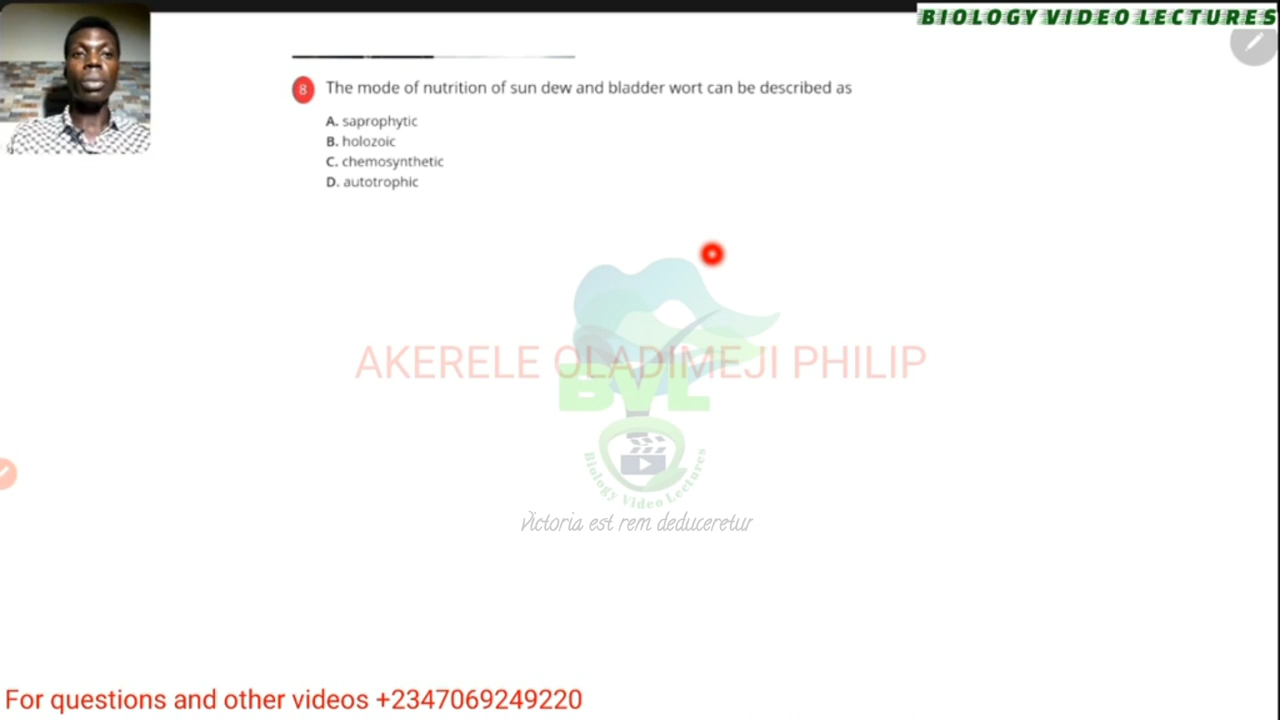 BIOLOGY VIDEO LECTURES
8 The mode of nutrition of sun dew and bladder wort can be described as
A. saprophytic
B. holozoic
C. chemosynthetic
D. autotrophic
AKERELE OLADIMEJI PHILIP
BVL
Biology Video Lectures
Victoria est rem deduceretur
For questions and other videos +2347069249220